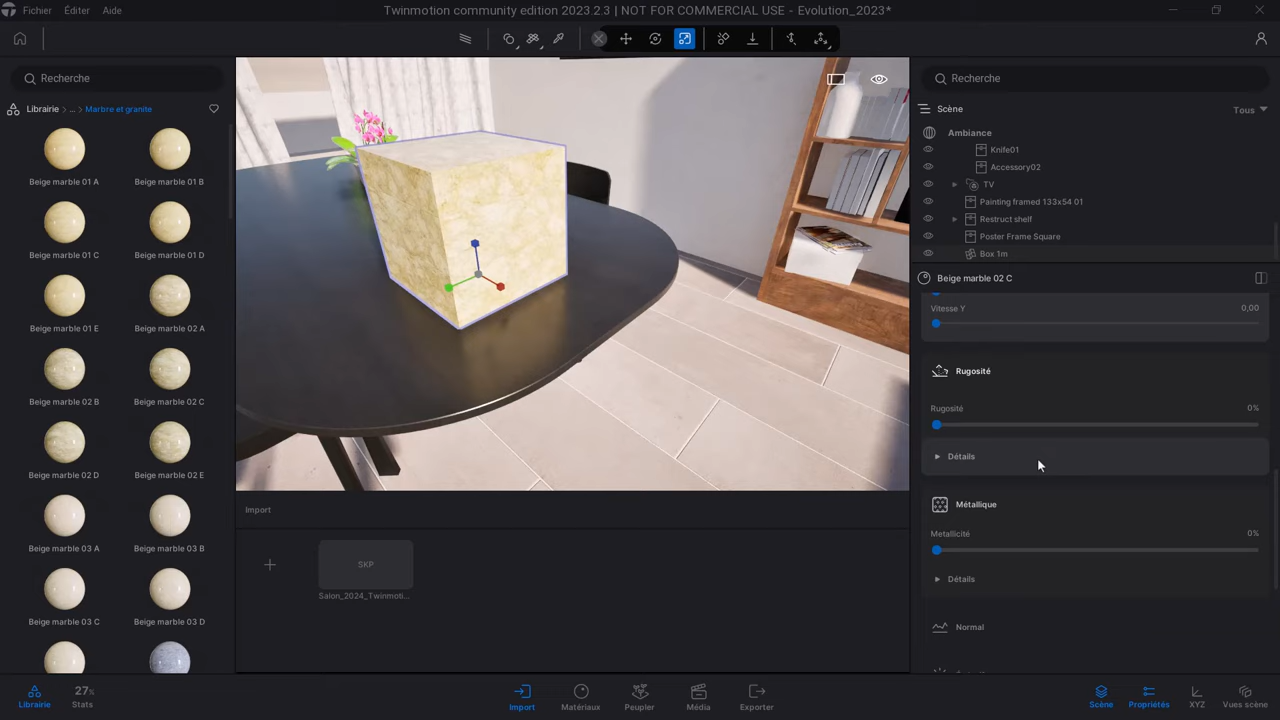 Fichier
Éditer
Aide
Twinmotion community edition 2023.2.3 | NOT FOR COMMERCIAL USE - Evolution_2023*
Recherche
Librairie > ... > Marbre et granite
Beige marble 01 A
Beige marble 01 B
Beige marble 01 C
Beige marble 01 D
Beige marble 01 E
Beige marble 02 A
Beige marble 02 B
Beige marble 02 C
Beige marble 02 D
Beige marble 02 E
Beige marble 03 A
Beige marble 03 B
Beige marble 03 C
Beige marble 03 D
Recherche
Scène
Tous
Ambiance
Knife01
Accessory02
TV
Painting framed 133x54 01
Restruct shelf
Poster Frame Square
Box 1m
Beige marble 02 C
Vitesse Y
0,00
Rugosité
Rugosité
0%
Détails
Métallique
Metallicité
0%
Détails
Normal
Import
SKP
Salon_2024_Twinmoti...
Librairie
27%
Stats
Import
Matériaux
Peupler
Média
Exporter
Scène
Propriétés
XYZ
Vues scène